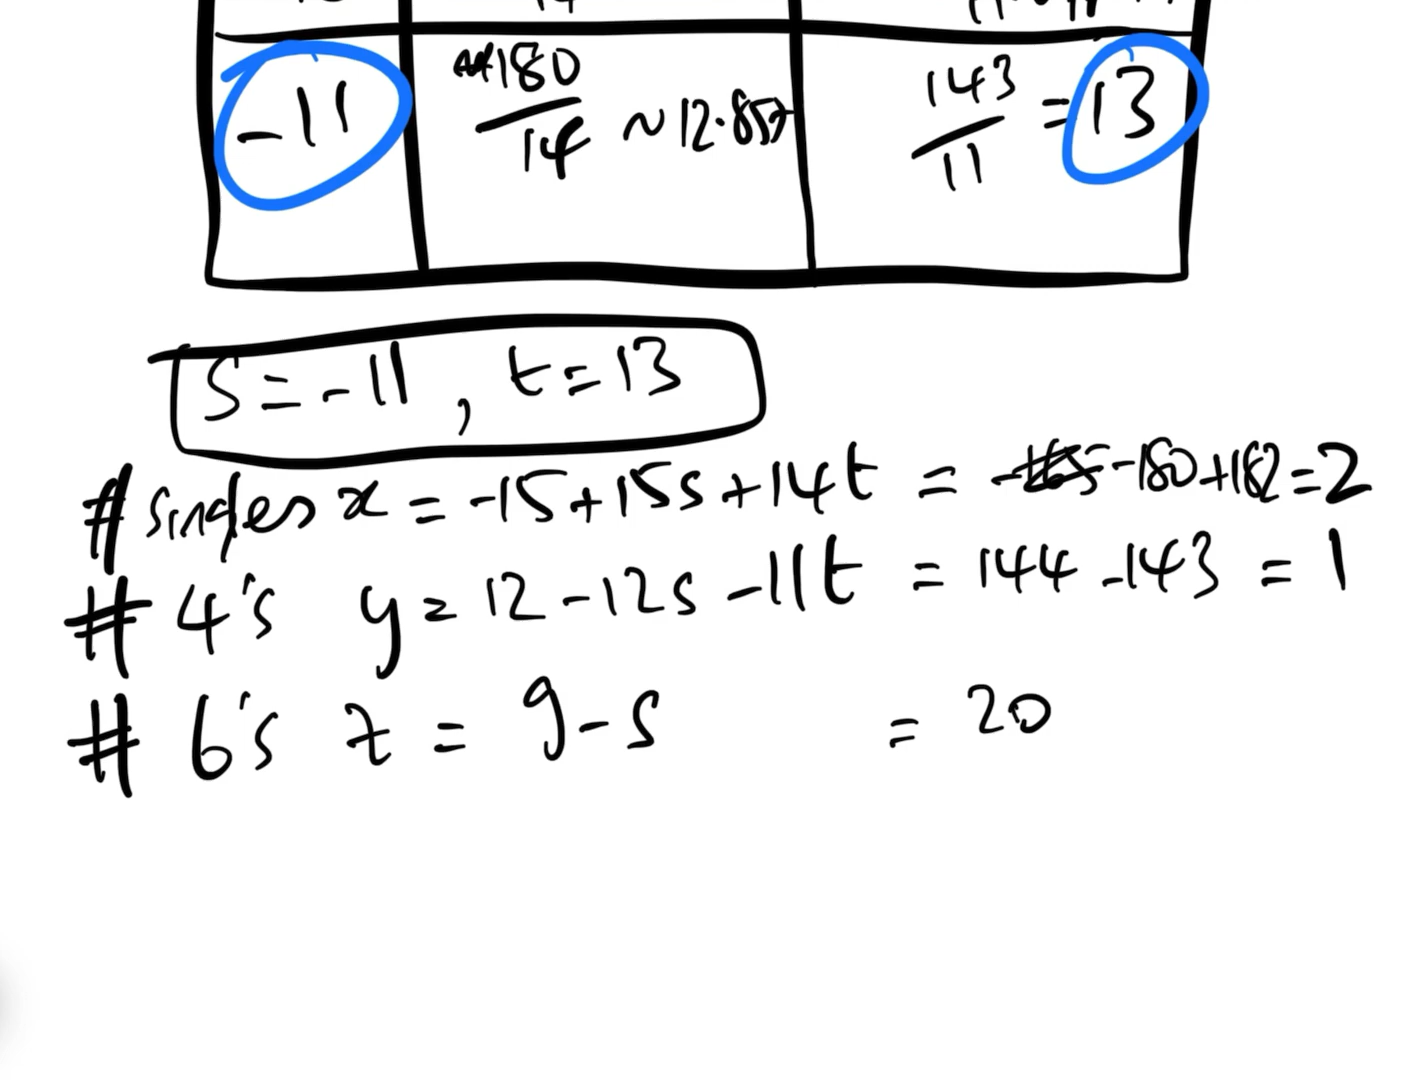 -11
180/14 ~ 12.857
143/11 = 13
S = -11, t = 13
# singles x = -15 + 15s + 14t = -180 + 182 = 2
# 4's y = 12 - 12s - 11t = 144 - 143 = 1
# 6's z = 9 - s = 20